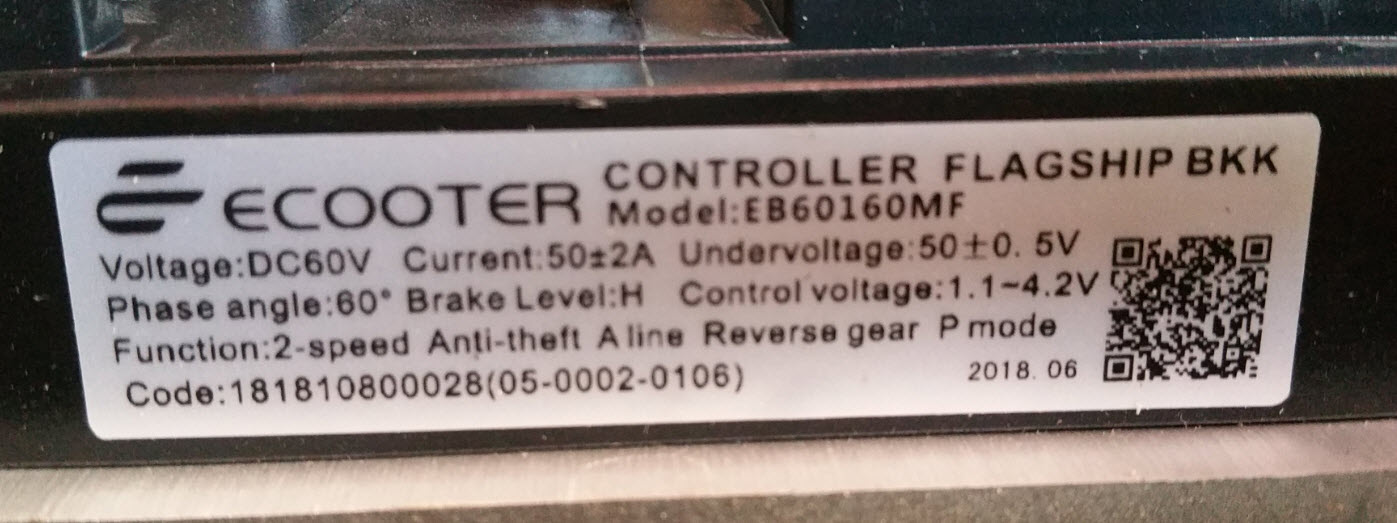 ECOOTER CONTROLLER FLAGSHIP BKK
Model:EB60160MF
Voltage:DC60V Current:50±2A Undervoltage:50±0.5V
Phase angle:60° Brake Level:H Control voltage:1.1~4.2V
Function:2-speed Anti-theft A line Reverse gear P mode
Code:181810800028(05-0002-0106) 2018.06